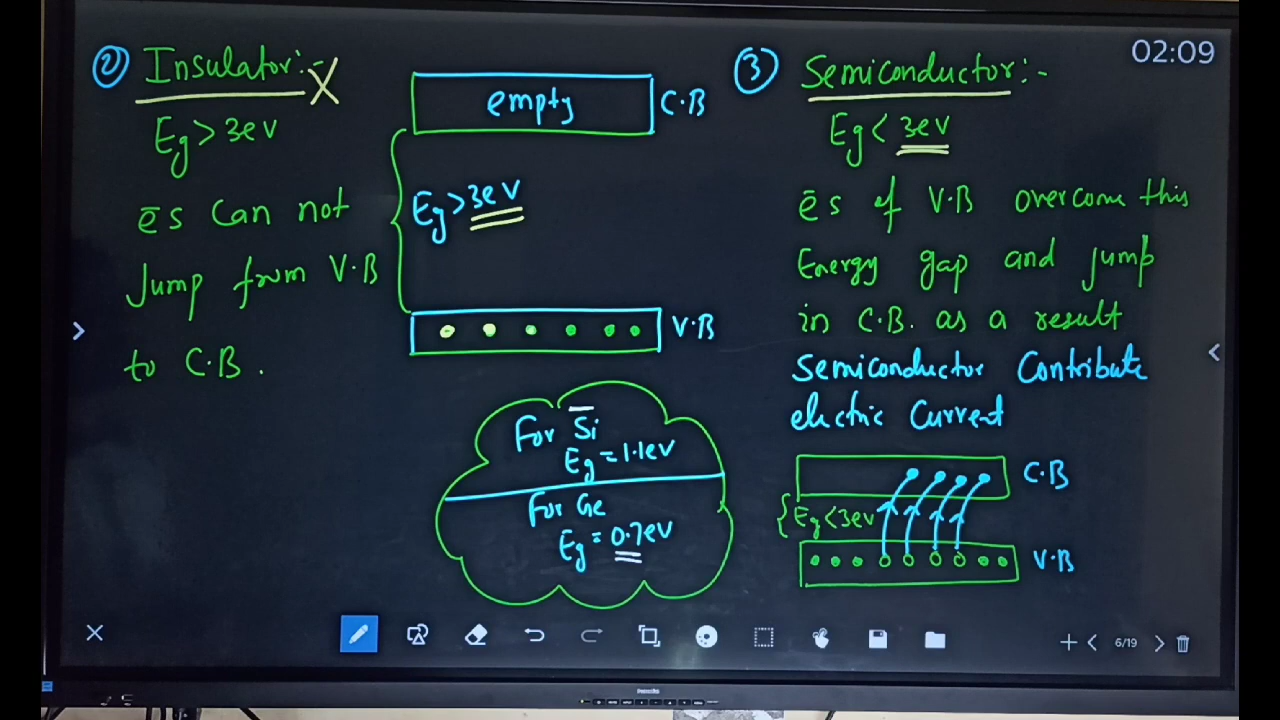 02:09
② Insulator:-
Eg > 3ev
ēs Can not
Jump from V.B
to C.B.
empty
C.B
Eg > 3ev
V.B
For Si
Eg = 1.1ev
For Ge
Eg = 0.7ev
③ Semiconductor:-
Eg < 3ev
ēs of V.B overcome this
Energy gap and jump
in C.B. as a result
Semiconductor Contribute
electric Current
C.B
Eg < 3ev
V.B
6/19